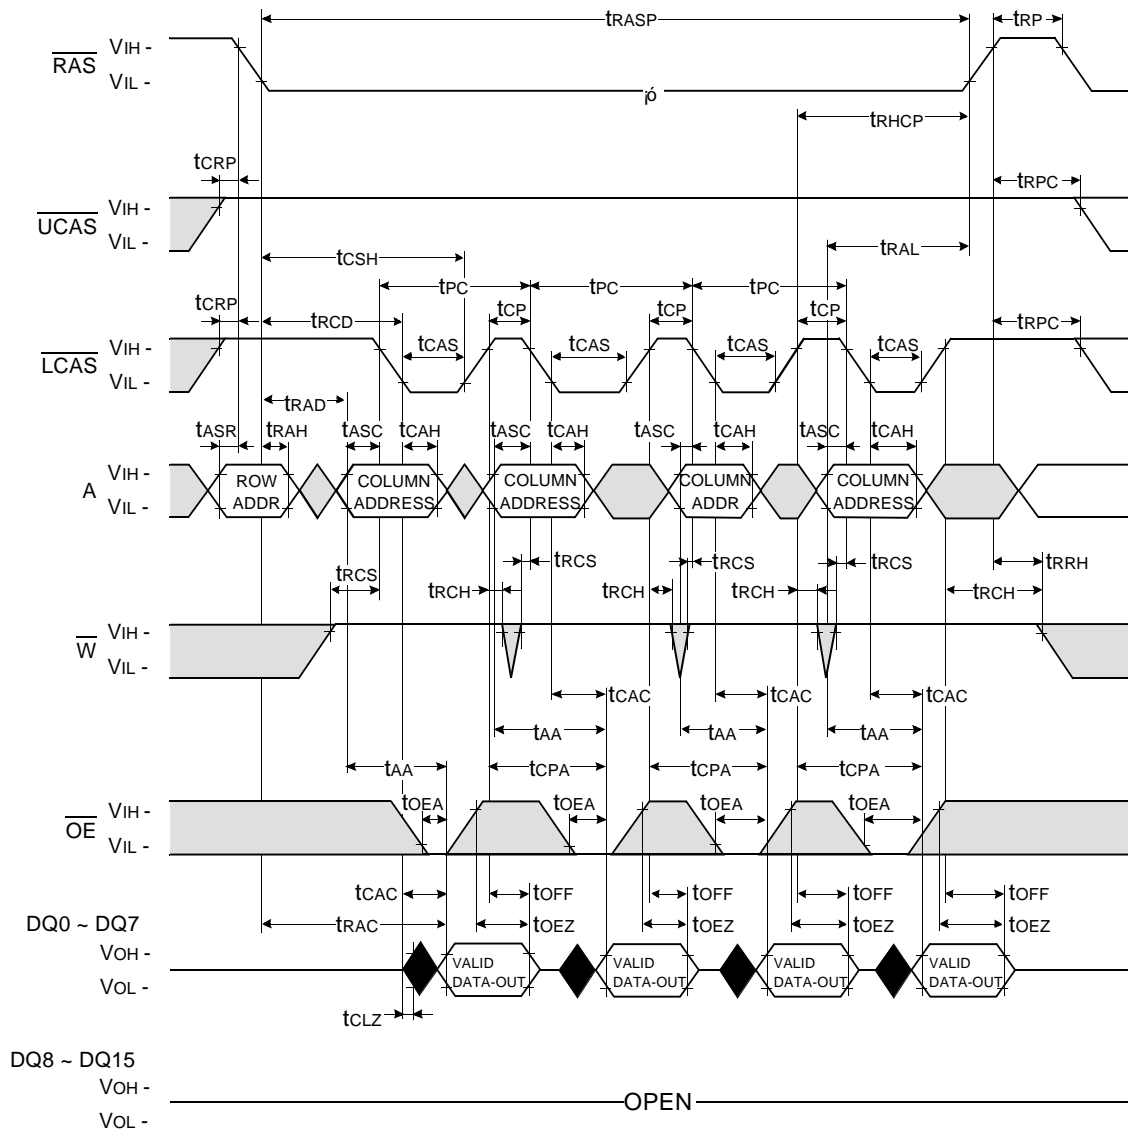 tRASP tRP
RAS VIH -
VIL -
¡ó
tRHCP
tCRP tRPC
UCAS VIH -
VIL -
tRAL
tCSH
tPC tPC tPC
tCRP tRCD tCP tCP tCP tRPC
LCAS VIH -
VIL -
tCAS tCAS tCAS tCAS
tRAD
tASR tRAH tASC tCAH tASC tCAH tASC tCAH tASC tCAH
A VIH -
VIL -
ROW
ADDR
COLUMN
ADDRESS
COLUMN
ADDRESS
COLUMN
ADDR
COLUMN
ADDRESS
tRCS tRCS tRCS tRCS tRRH
tRCH tRCH tRCH tRCH
W VIH -
VIL -
tCAC tCAC tCAC
tAA tAA tAA
tAA tCPA tCPA tCPA
OE VIH -
VIL -
tOEA tOEA tOEA tOEA
tCAC tOFF tOFF tOFF tOFF
tRAC tOEZ tOEZ tOEZ tOEZ
DQ0 ~ DQ7
VOH -
VOL -
VALID
DATA-OUT
VALID
DATA-OUT
VALID
DATA-OUT
VALID
DATA-OUT
tCLZ
DQ8 ~ DQ15
VOH -
VOL -
OPEN